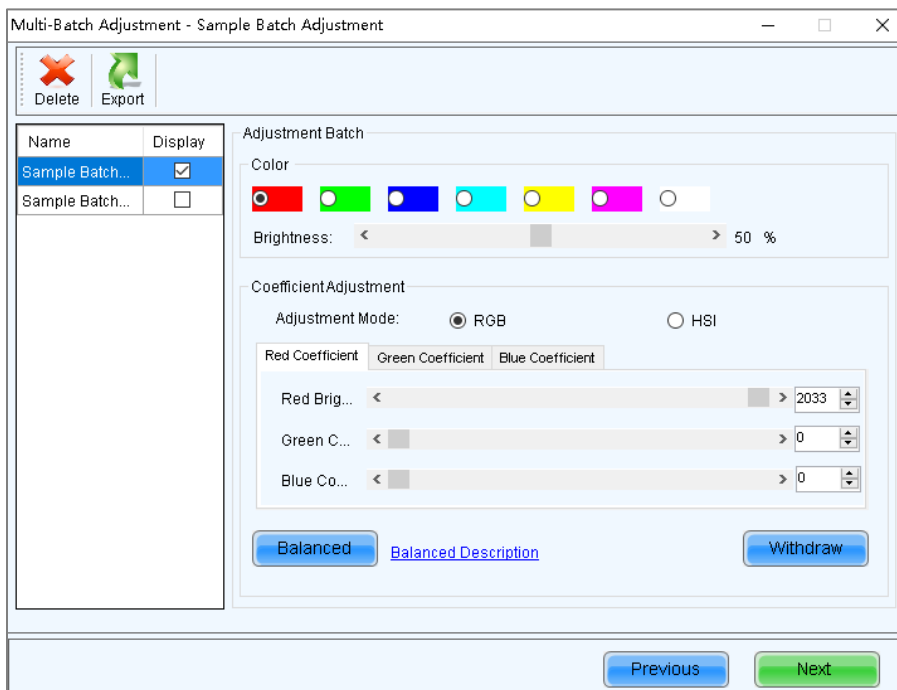 Multi-Batch Adjustment - Sample Batch Adjustment
Delete Export
Name Display
Sample Batch...
Sample Batch...
Adjustment Batch
Color
Brightness: 50 %
Coefficient Adjustment
Adjustment Mode: RGB HSI
Red Coefficient Green Coefficient Blue Coefficient
Red Brig... 2033
Green C... 0
Blue Co... 0
Balanced Balanced Description Withdraw
Previous Next